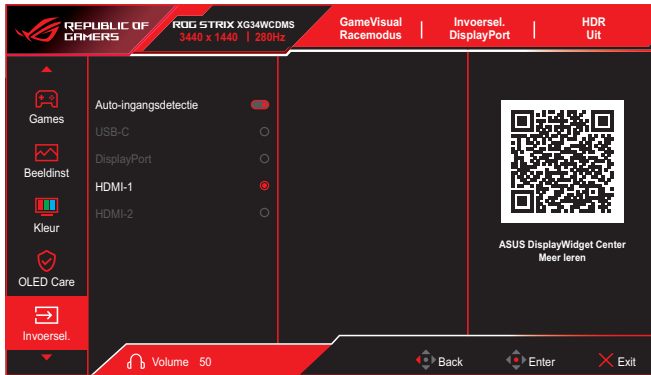 REPUBLIC OF
GAMERS
ROG STRIX XG34WCDMS
3440 x 1440 | 280Hz
GameVisual
Racemodus
Invoersel.
DisplayPort
HDR
Uit
Games
Beeldinst
Kleur
OLED Care
Invoersel.
Auto-ingangsdetectie
USB-C
DisplayPort
HDMI-1
HDMI-2
ASUS DisplayWidget Center
Meer leren
Volume 50
Back
Enter
Exit